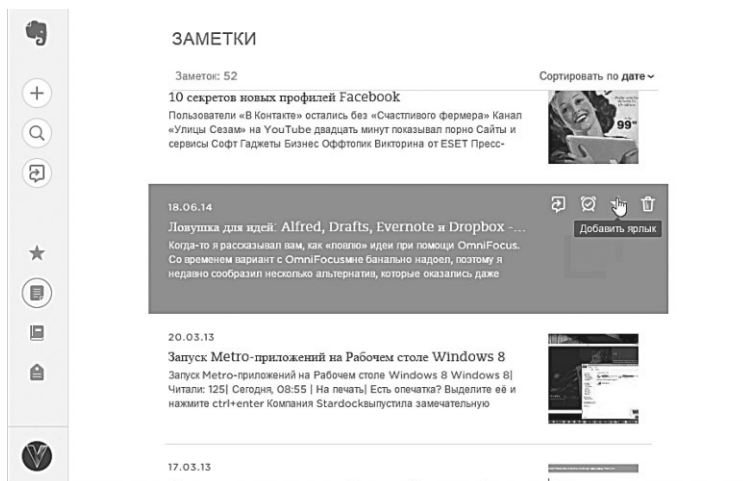 ЗАМЕТКИ
Заметок: 52
Сортировать по дате
10 секретов новых профилей Facebook
Пользователи «В Контакте» остались без «Счастливого фермера» Канал
«Улицы Сезам» на YouTube двадцать минут показывал порно Сайты и
сервисы Софт Гаджеты Бизнес Оффтопик Викторина от ESET Пресс-
99"
18.06.14
Ловушка для идей: Alfred, Drafts, Evernote и Dropbox -...
Когда-то я рассказывал вам, как «ловлю» идеи при помощи OmniFocus.
Со временем вариант с OmniFocusмне банально надоел, поэтому я
недавно сообразил несколько альтернатив, которые оказались даже
Добавить ярлык
20.03.13
Запуск Metro-приложений на Рабочем столе Windows 8
Запуск Metro-приложений на Рабочем столе Windows 8 Windows 8|
Читали: 125| Сегодня, 08:55 | На печать| Есть опечатка? Выделите её и
нажмите ctrl+enter Компания Stardockвыпустила замечательную
17.03.13